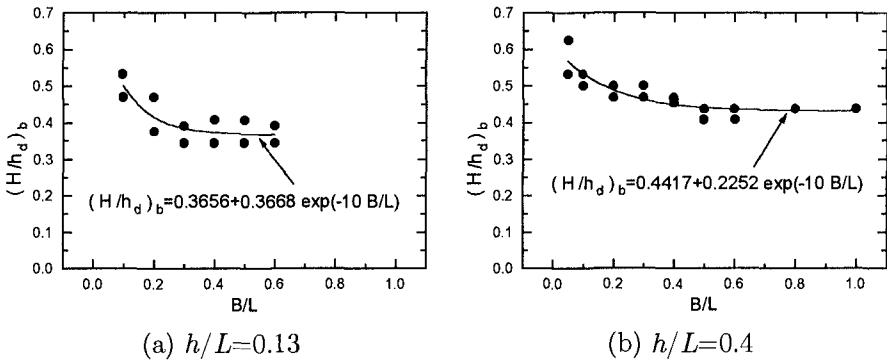 0.7
0.6
0.5
0.4
0.3
0.2
0.1
0.0
(H/h_d)_b
(H/h_d)_b=0.3656+0.3668 exp(-10 B/L)
0.0 0.2 0.4 0.6 0.8 1.0
B/L
(a) h/L=0.13
0.7
0.6
0.5
0.4
0.3
0.2
0.1
0.0
(H/h_d)_b
(H/h_d)_b=0.4417+0.2252 exp(-10 B/L)
0.0 0.2 0.4 0.6 0.8 1.0
B/L
(b) h/L=0.4